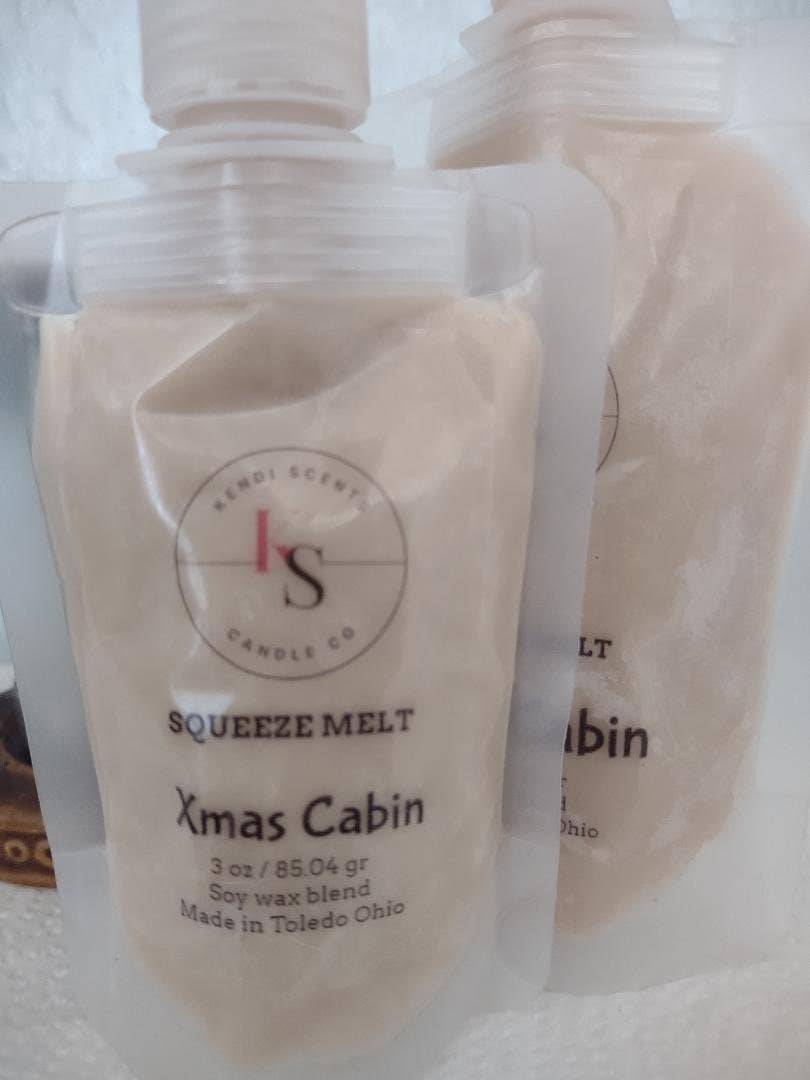 KENDI SCENTS
kS
CANDLE CO
SQUEEZE MELT
Xmas Cabin
3 oz / 85.04 gr
Soy wax blend
Made in Toledo Ohio
LT
abin
r
d
Ohio